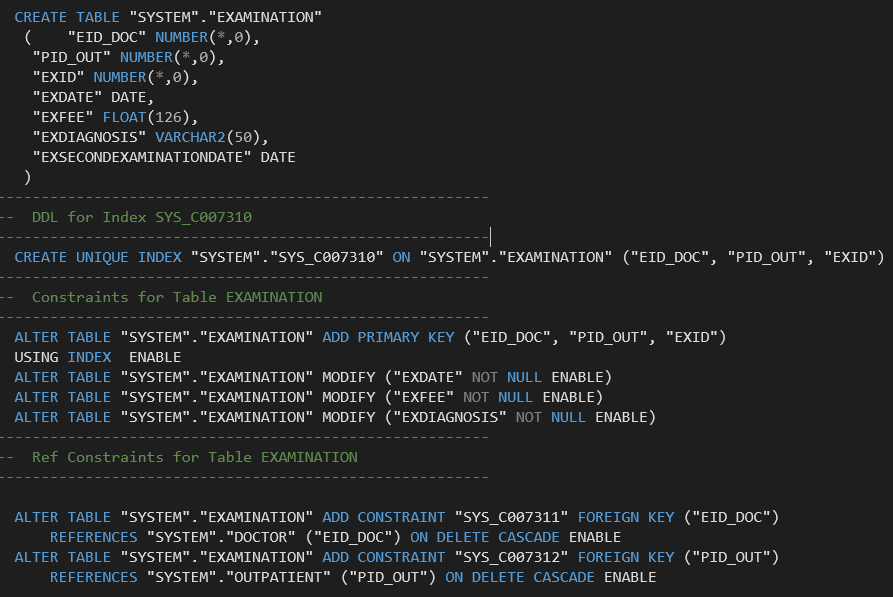 CREATE TABLE "SYSTEM"."EXAMINATION"
(    "EID_DOC" NUMBER(*,0),
"PID_OUT" NUMBER(*,0),
"EXID" NUMBER(*,0),
"EXDATE" DATE,
"EXFEE" FLOAT(126),
"EXDIAGNOSIS" VARCHAR2(50),
"EXSECONDEXAMINATIONDATE" DATE
)
--------------------------------------------------------
--  DDL for Index SYS_C007310
--------------------------------------------------------
CREATE UNIQUE INDEX "SYSTEM"."SYS_C007310" ON "SYSTEM"."EXAMINATION" ("EID_DOC", "PID_OUT", "EXID")
--------------------------------------------------------
--  Constraints for Table EXAMINATION
--------------------------------------------------------
ALTER TABLE "SYSTEM"."EXAMINATION" ADD PRIMARY KEY ("EID_DOC", "PID_OUT", "EXID")
USING INDEX  ENABLE
ALTER TABLE "SYSTEM"."EXAMINATION" MODIFY ("EXDATE" NOT NULL ENABLE)
ALTER TABLE "SYSTEM"."EXAMINATION" MODIFY ("EXFEE" NOT NULL ENABLE)
ALTER TABLE "SYSTEM"."EXAMINATION" MODIFY ("EXDIAGNOSIS" NOT NULL ENABLE)
--------------------------------------------------------
--  Ref Constraints for Table EXAMINATION
--------------------------------------------------------
ALTER TABLE "SYSTEM"."EXAMINATION" ADD CONSTRAINT "SYS_C007311" FOREIGN KEY ("EID_DOC")
REFERENCES "SYSTEM"."DOCTOR" ("EID_DOC") ON DELETE CASCADE ENABLE
ALTER TABLE "SYSTEM"."EXAMINATION" ADD CONSTRAINT "SYS_C007312" FOREIGN KEY ("PID_OUT")
REFERENCES "SYSTEM"."OUTPATIENT" ("PID_OUT") ON DELETE CASCADE ENABLE